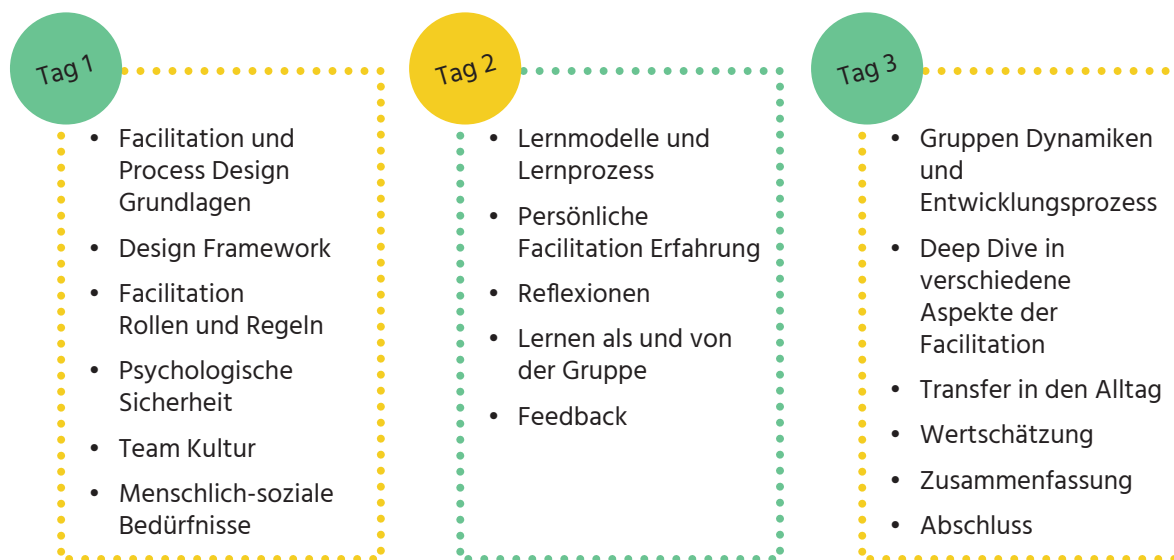 Tag 1
• Facilitation und
Process Design
Grundlagen
• Design Framework
• Facilitation
Rollen und Regeln
• Psychologische
Sicherheit
• Team Kultur
• Menschlich-soziale
Bedürfnisse
Tag 2
• Lernmodelle und
Lernprozess
• Persönliche
Facilitation Erfahrung
• Reflexionen
• Lernen als und von
der Gruppe
• Feedback
Tag 3
• Gruppen Dynamiken
und
Entwicklungsprozess
• Deep Dive in
verschiedene
Aspekte der
Facilitation
• Transfer in den Alltag
• Wertschätzung
• Zusammenfassung
• Abschluss